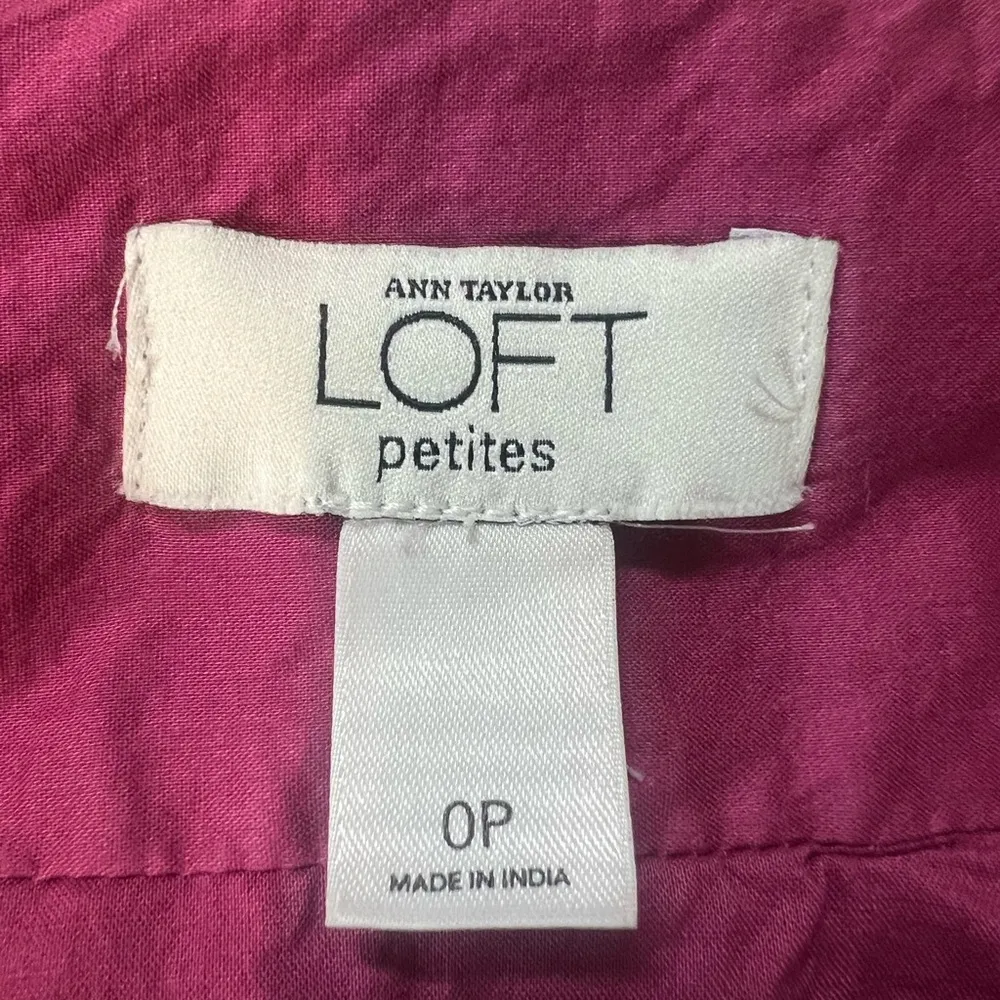 ANN TAYLOR
LOFT
petites
0P
MADE IN INDIA